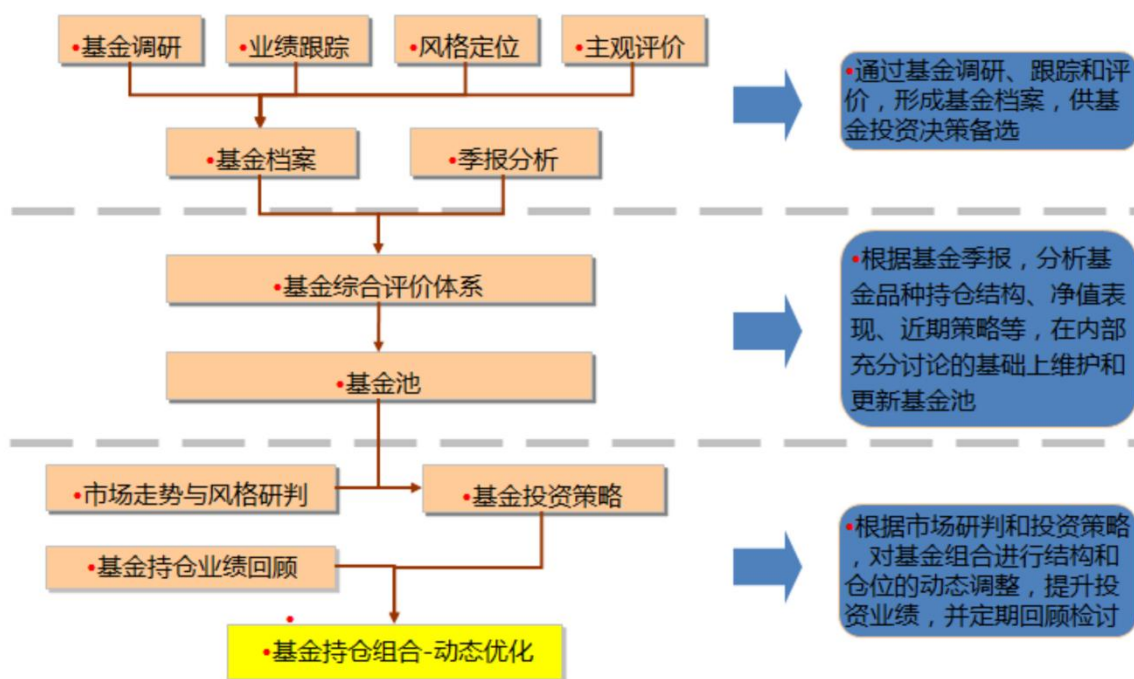 •基金调研
•业绩跟踪
•风格定位
•主观评价
•通过基金调研、跟踪和评
价，形成基金档案，供基
金投资决策备选
•基金档案
•季报分析
•基金综合评价体系
•根据基金季报，分析基
金品种持仓结构、净值表
现、近期策略等，在内部
充分讨论的基础上维护和
更新基金池
•基金池
•市场走势与风格研判
•基金投资策略
•根据市场研判和投资策略
，对基金组合进行结构和
仓位的动态调整，提升投
资业绩，并定期回顾检讨
•基金持仓业绩回顾
•
•基金持仓组合-动态优化